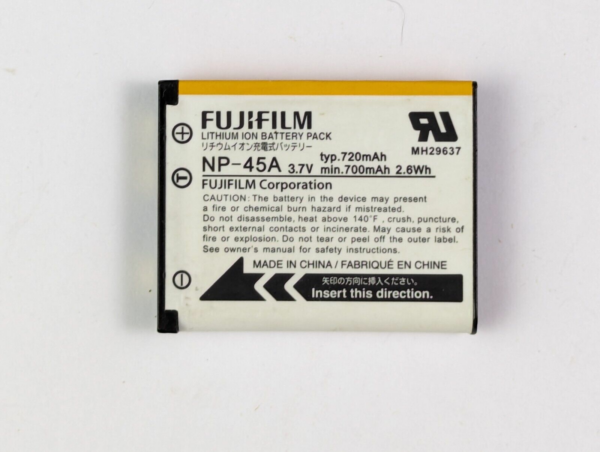 FUJIFILM
LITHIUM ION BATTERY PACK
リチウムイオン充電式バッテリー
NP-45A 3.7V typ.720mAh min.700mAh 2.6Wh
MH29637
FUJIFILM Corporation
CAUTION: The battery in the device may present
a fire or chemical burn hazard if mistreated.
Do not disassemble, heat above 140°F , crush, puncture,
short external contacts or incinerate. May cause a risk of
fire or explosion. Do not tear or peel off the outer label.
See owner's manual for safety instructions.
MADE IN CHINA / FABRIQUÉ EN CHINE
矢印の方向に挿入
Insert this direction.